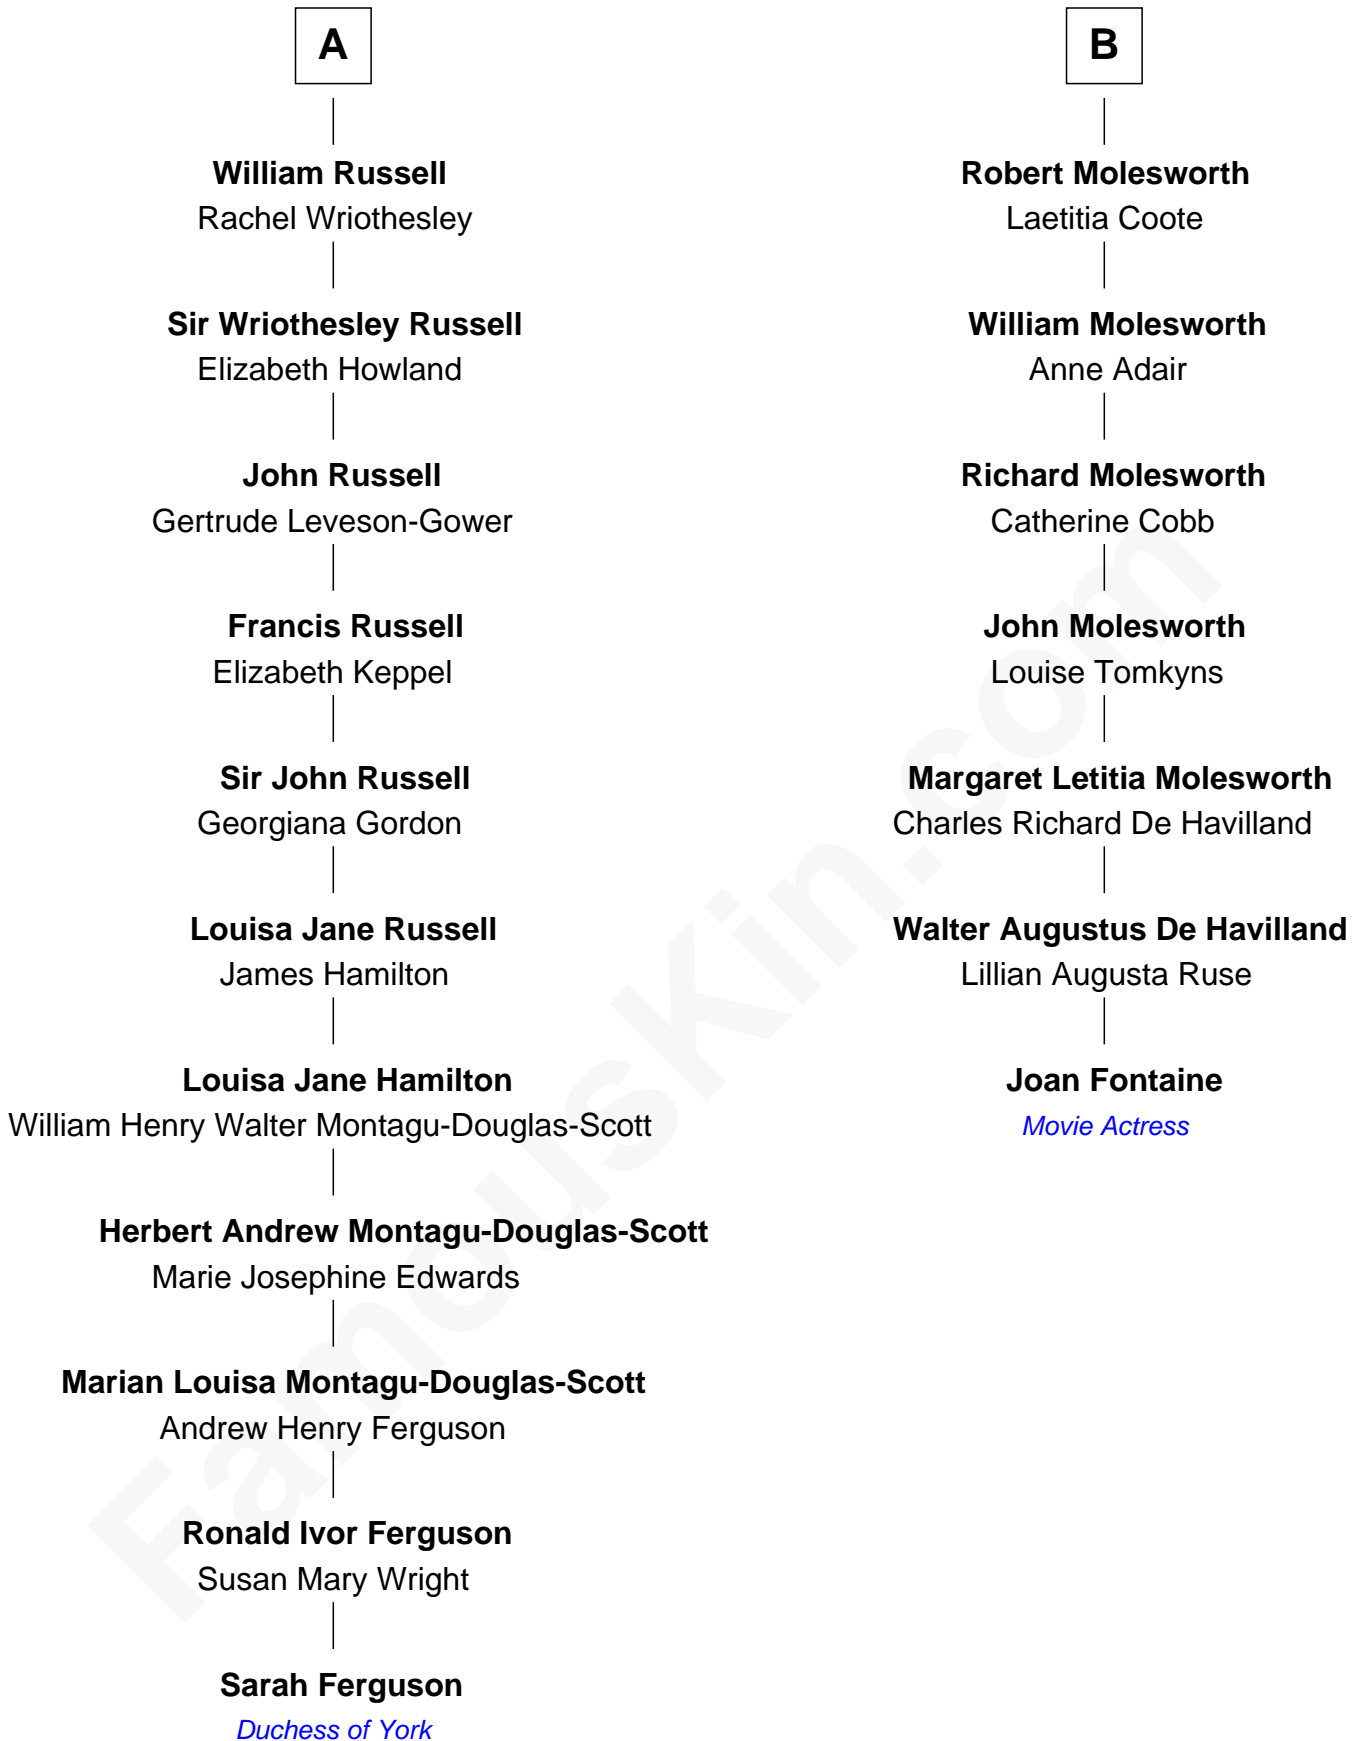 A
William Russell
Rachel Wriothesley
Sir Wriothesley Russell
Elizabeth Howland
John Russell
Gertrude Leveson-Gower
Francis Russell
Elizabeth Keppel
Sir John Russell
Georgiana Gordon
Louisa Jane Russell
James Hamilton
Louisa Jane Hamilton
William Henry Walter Montagu-Douglas-Scott
Herbert Andrew Montagu-Douglas-Scott
Marie Josephine Edwards
Marian Louisa Montagu-Douglas-Scott
Andrew Henry Ferguson
Ronald Ivor Ferguson
Susan Mary Wright
Sarah Ferguson
Duchess of York
B
Robert Molesworth
Laetitia Coote
William Molesworth
Anne Adair
Richard Molesworth
Catherine Cobb
John Molesworth
Louise Tomkyns
Margaret Letitia Molesworth
Charles Richard De Havilland
Walter Augustus De Havilland
Lillian Augusta Ruse
Joan Fontaine
Movie Actress
FamousKin.com